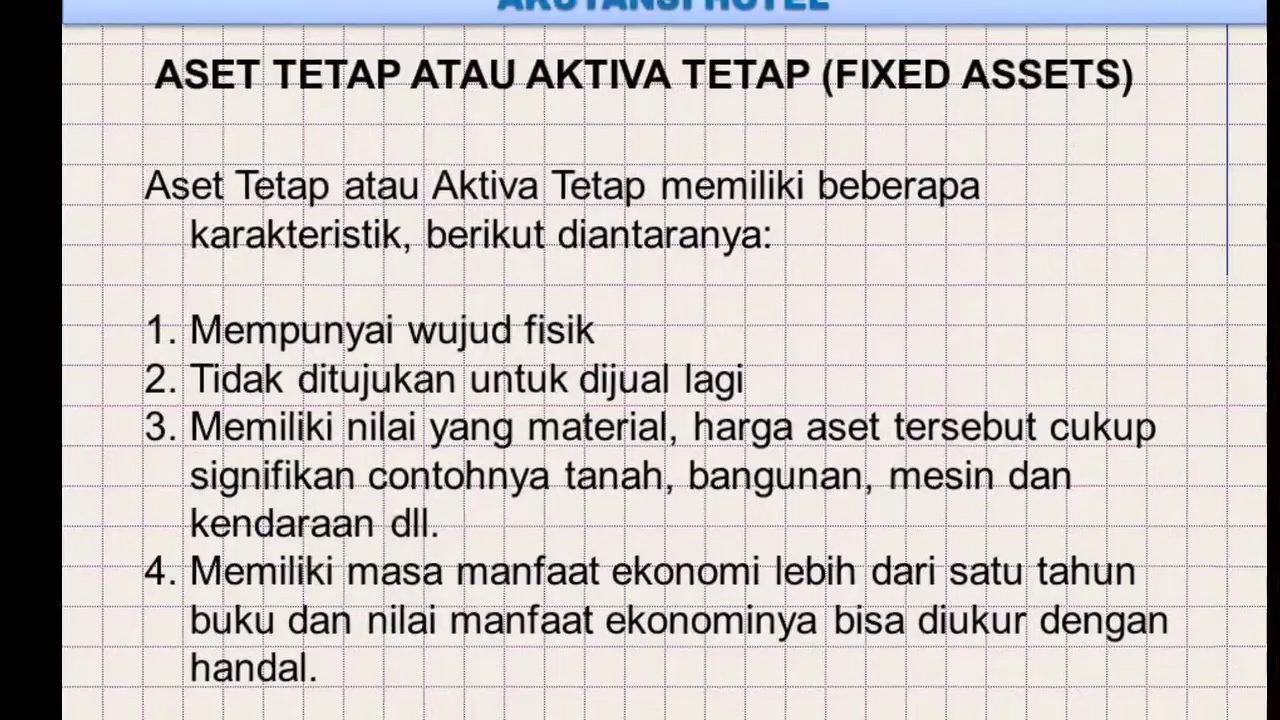 AKUTANSI HOTEL
ASET TETAP ATAU AKTIVA TETAP (FIXED ASSETS)
Aset Tetap atau Aktiva Tetap memiliki beberapa
karakteristik, berikut diantaranya:
1. Mempunyai wujud fisik
2. Tidak ditujukan untuk dijual lagi
3. Memiliki nilai yang material, harga aset tersebut cukup
signifikan contohnya tanah, bangunan, mesin dan
kendaraan dll.
4. Memiliki masa manfaat ekonomi lebih dari satu tahun
buku dan nilai manfaat ekonominya bisa diukur dengan
handal.